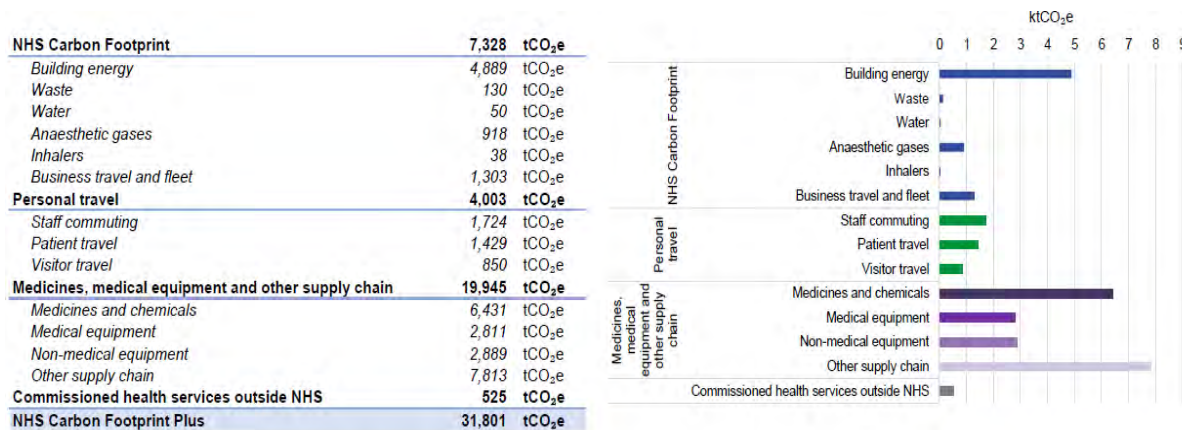 NHS Carbon Footprint 7,328 tCO₂e
Building energy 4,889 tCO₂e
Waste 130 tCO₂e
Water 50 tCO₂e
Anaesthetic gases 918 tCO₂e
Inhalers 38 tCO₂e
Business travel and fleet 1,303 tCO₂e
Personal travel 4,003 tCO₂e
Staff commuting 1,724 tCO₂e
Patient travel 1,429 tCO₂e
Visitor travel 850 tCO₂e
Medicines, medical equipment and other supply chain 19,945 tCO₂e
Medicines and chemicals 6,431 tCO₂e
Medical equipment 2,811 tCO₂e
Non-medical equipment 2,889 tCO₂e
Other supply chain 7,813 tCO₂e
Commissioned health services outside NHS 525 tCO₂e
NHS Carbon Footprint Plus 31,801 tCO₂e
ktCO₂e
0 1 2 3 4 5 6 7 8 9
NHS Carbon Footprint
Building energy
Waste
Water
Anaesthetic gases
Inhalers
Business travel and fleet
Personal
travel
Staff commuting
Patient travel
Visitor travel
Medicines,
medical
equipment and
other supply
chain
Medicines and chemicals
Medical equipment
Non-medical equipment
Other supply chain
Commissioned health services outside NHS